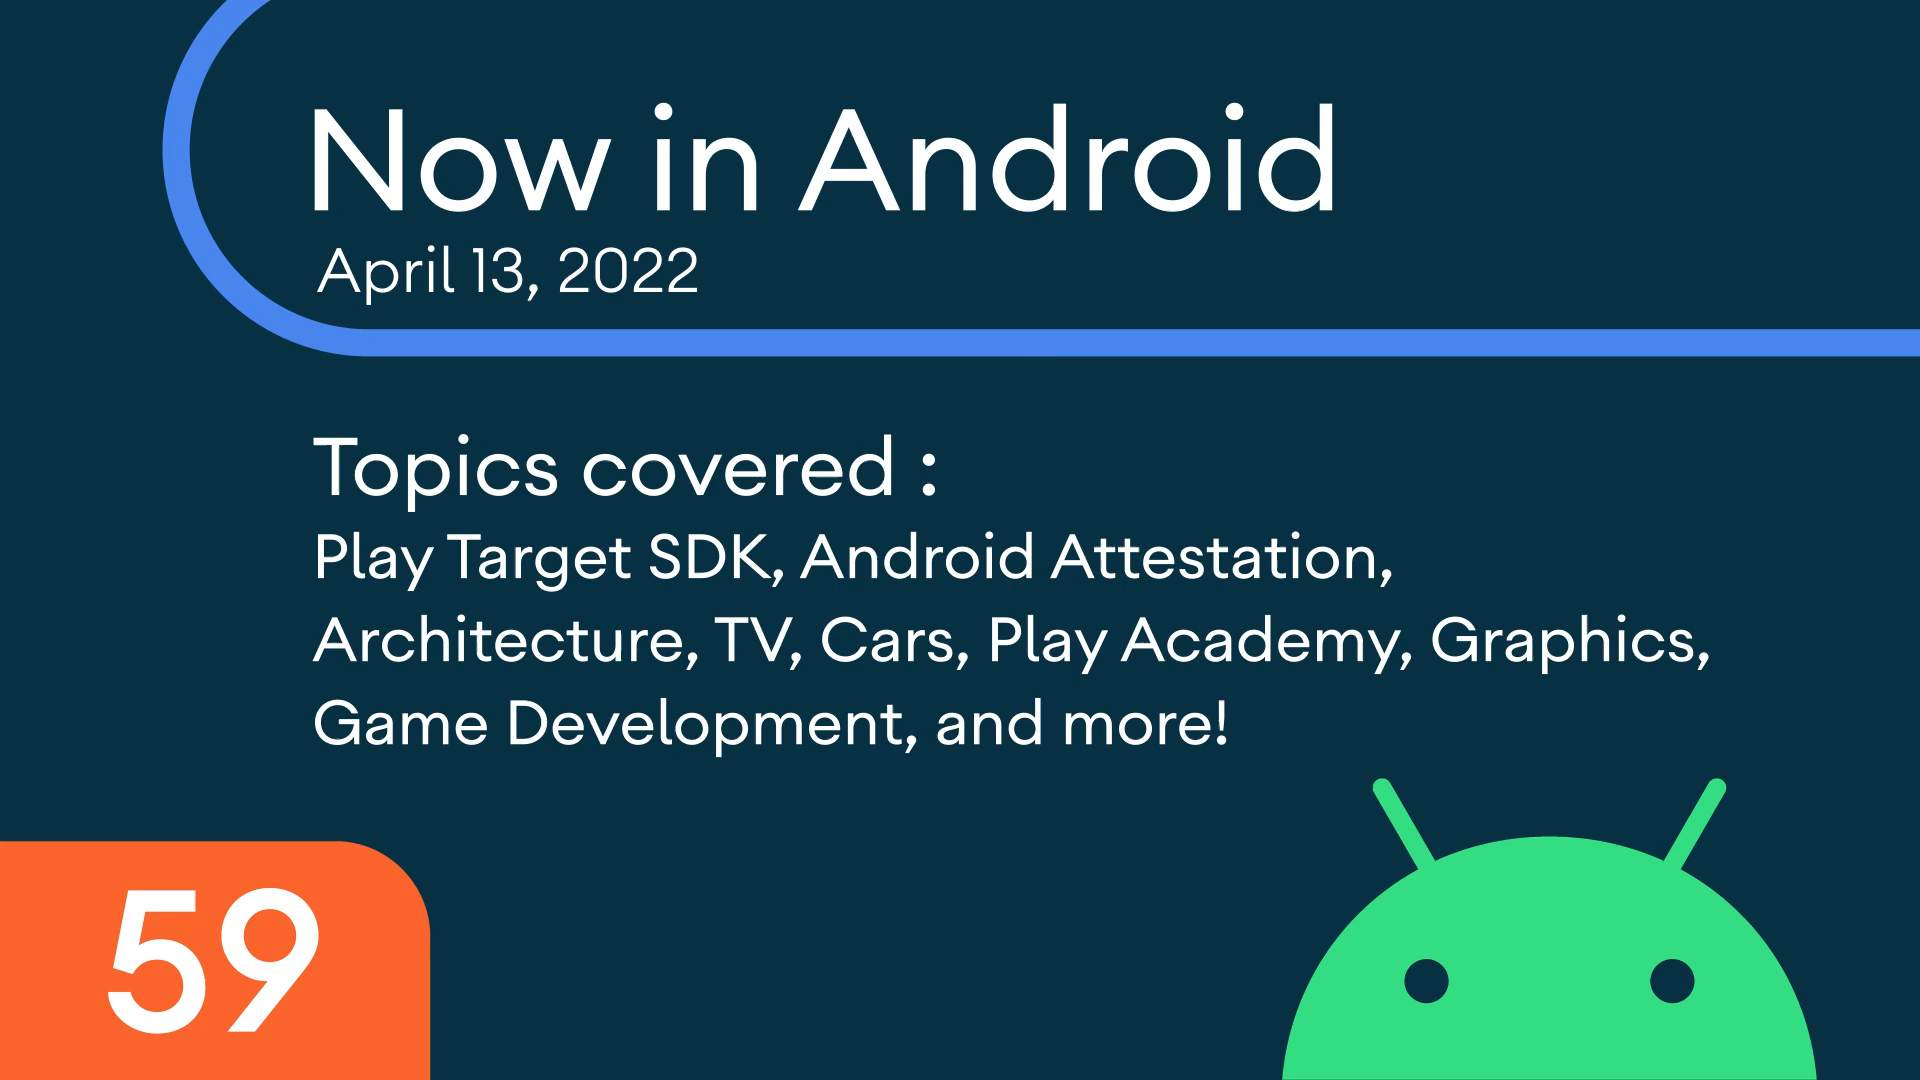 Now in Android
April 13, 2022
Topics covered :
Play Target SDK, Android Attestation,
Architecture, TV, Cars, Play Academy, Graphics,
Game Development, and more!
59